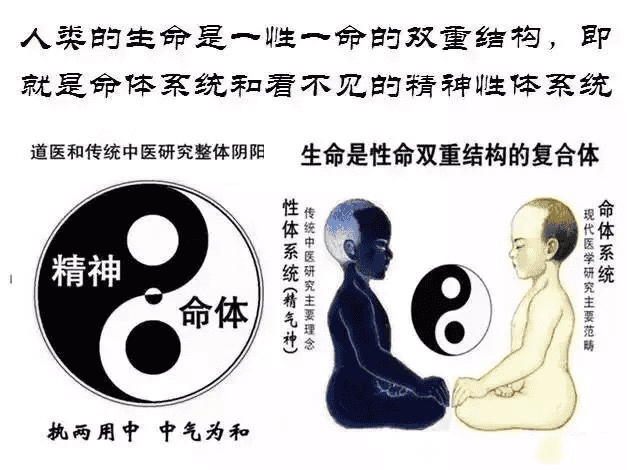 人类的生命是一性一命的双重结构，即
就是命体系统和看不见的精神性体系统
道医和传统中医研究整体阴阳
精神
命体
执两用中 中气为和
生命是性命双重结构的复合体
性体系统(精气神)
传统中医研究主要理念
命体系统
现代医学研究主要范畴